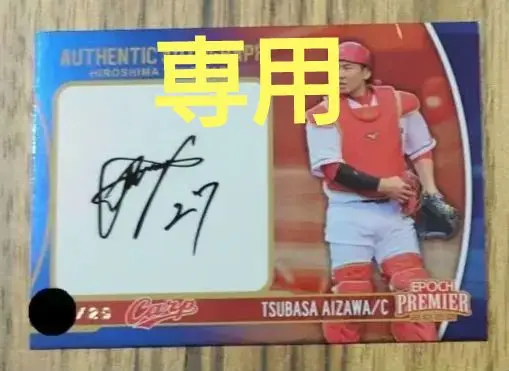 AUTHENTIC
HIROSHIMA
専用
27
/25
Carp
TSUBASA AIZAWA/C
EPOCH
PREMIER